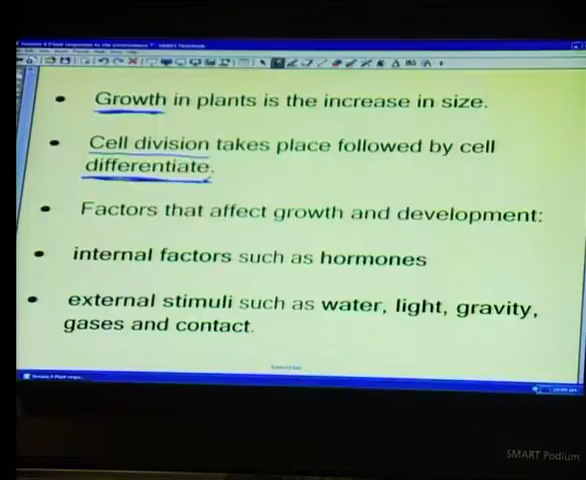 Growth in plants is the increase in size.
Cell division takes place followed by cell
differentiate.
Factors that affect growth and development:
internal factors such as hormones
external stimuli such as water, light, gravity,
gases and contact.
SMART Podium